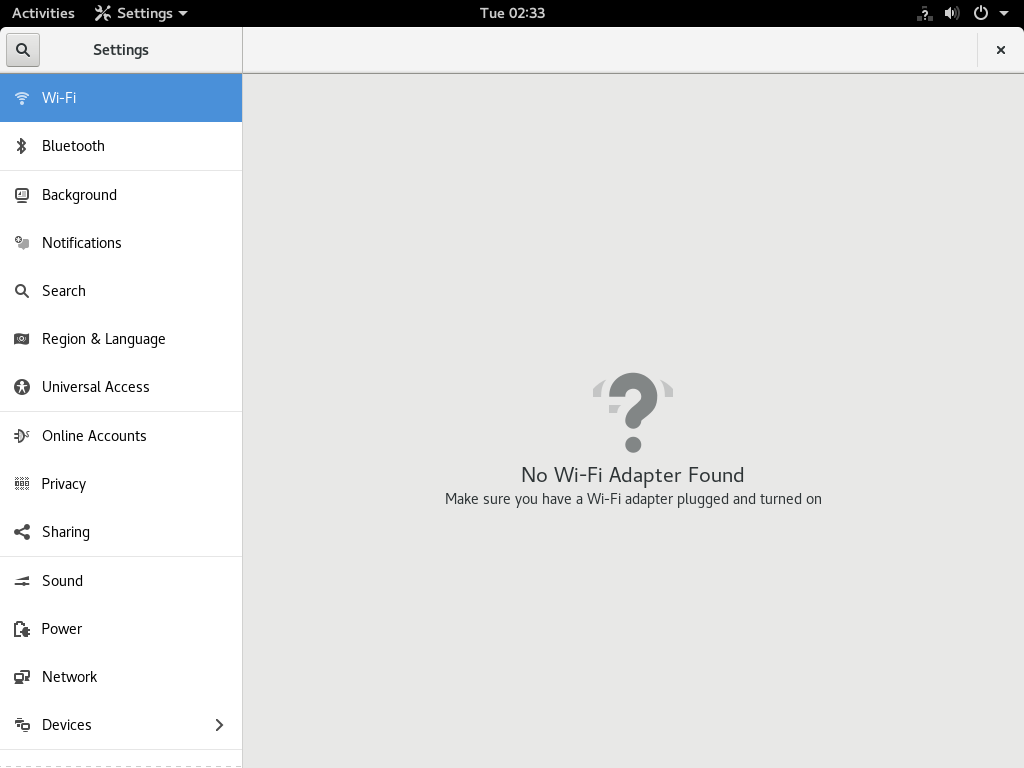 Activities
Settings
Tue 02:33
Settings
Wi-Fi
Bluetooth
Background
Notifications
Search
Region & Language
Universal Access
Online Accounts
Privacy
Sharing
Sound
Power
Network
Devices
No Wi-Fi Adapter Found
Make sure you have a Wi-Fi adapter plugged and turned on